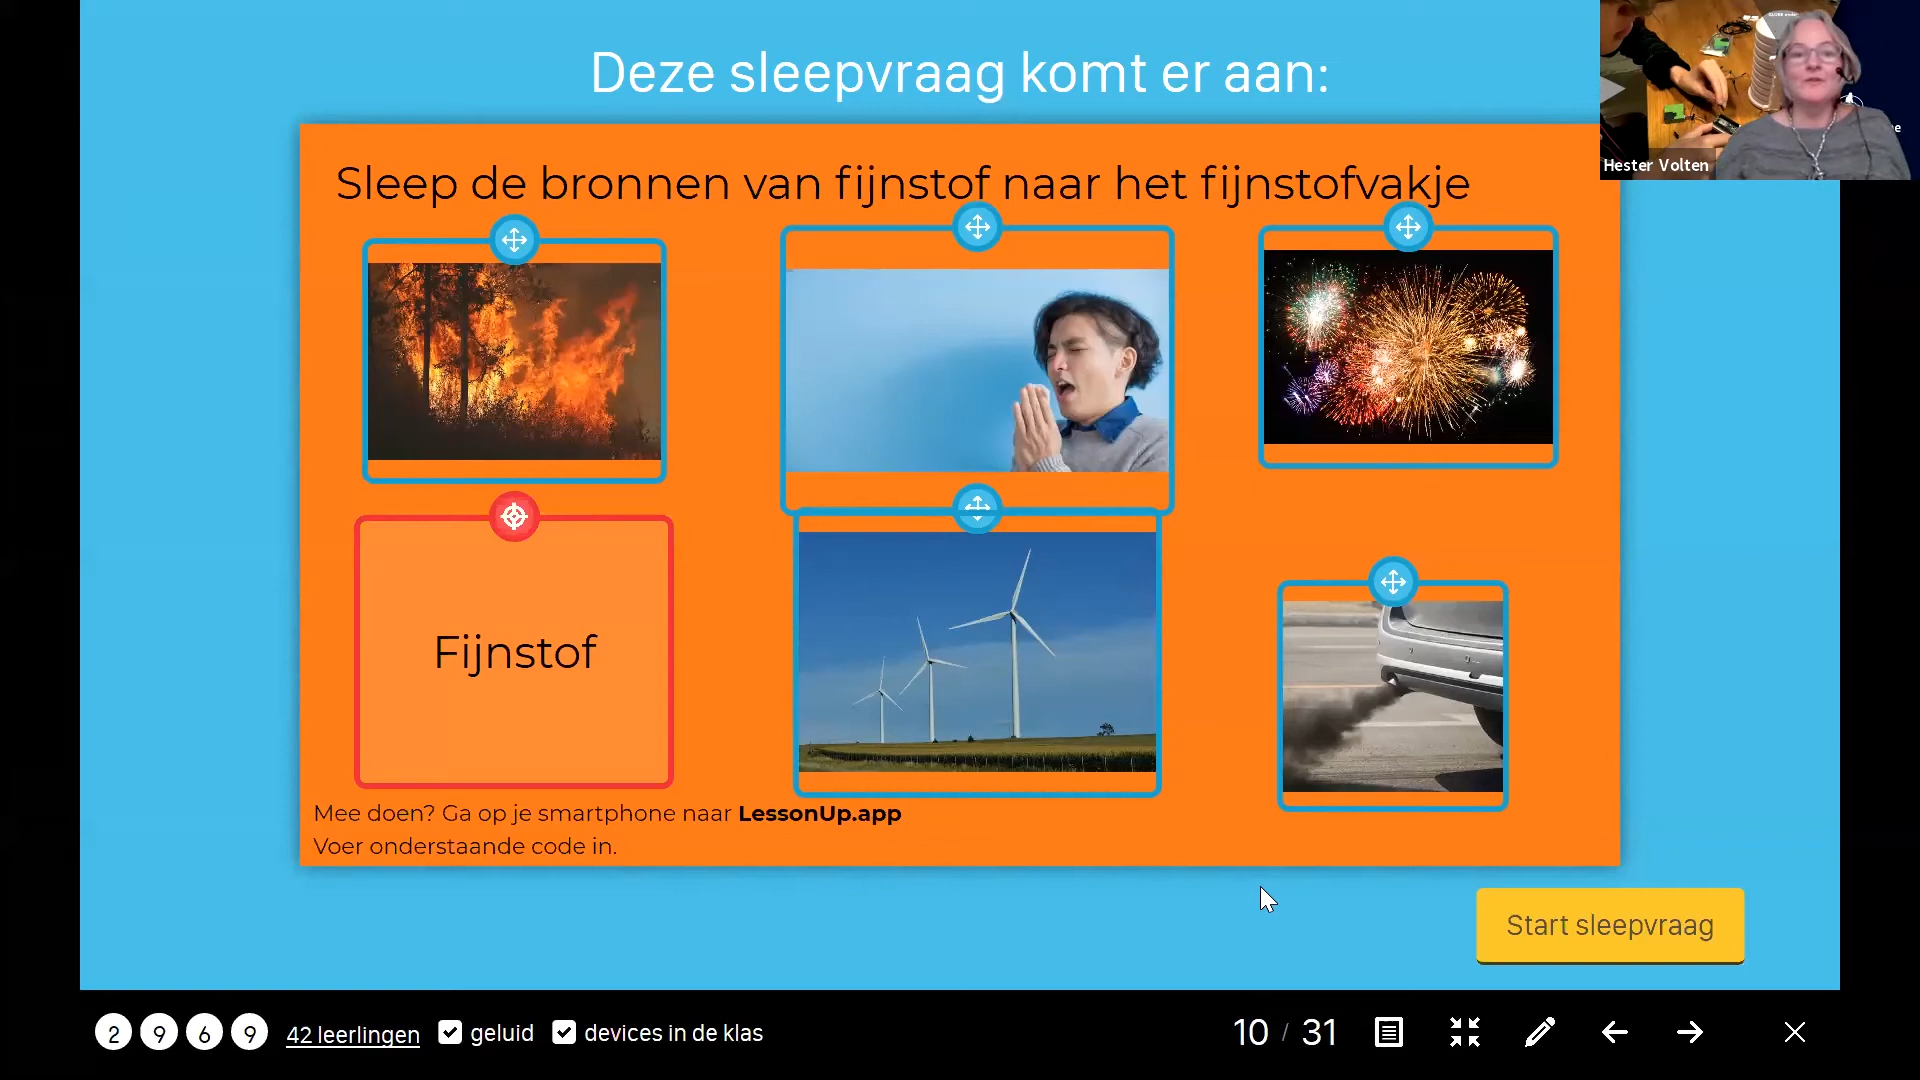 Deze sleepvraag komt er aan:
Sleep de bronnen van fijnstof naar het fijnstofvakje
Hester Volten
Fijnstof
Mee doen? Ga op je smartphone naar LessonUp.app
Voer onderstaande code in.
Start sleepvraag
2 9 6 9 42 leerlingen geluid devices in de klas 10 / 31